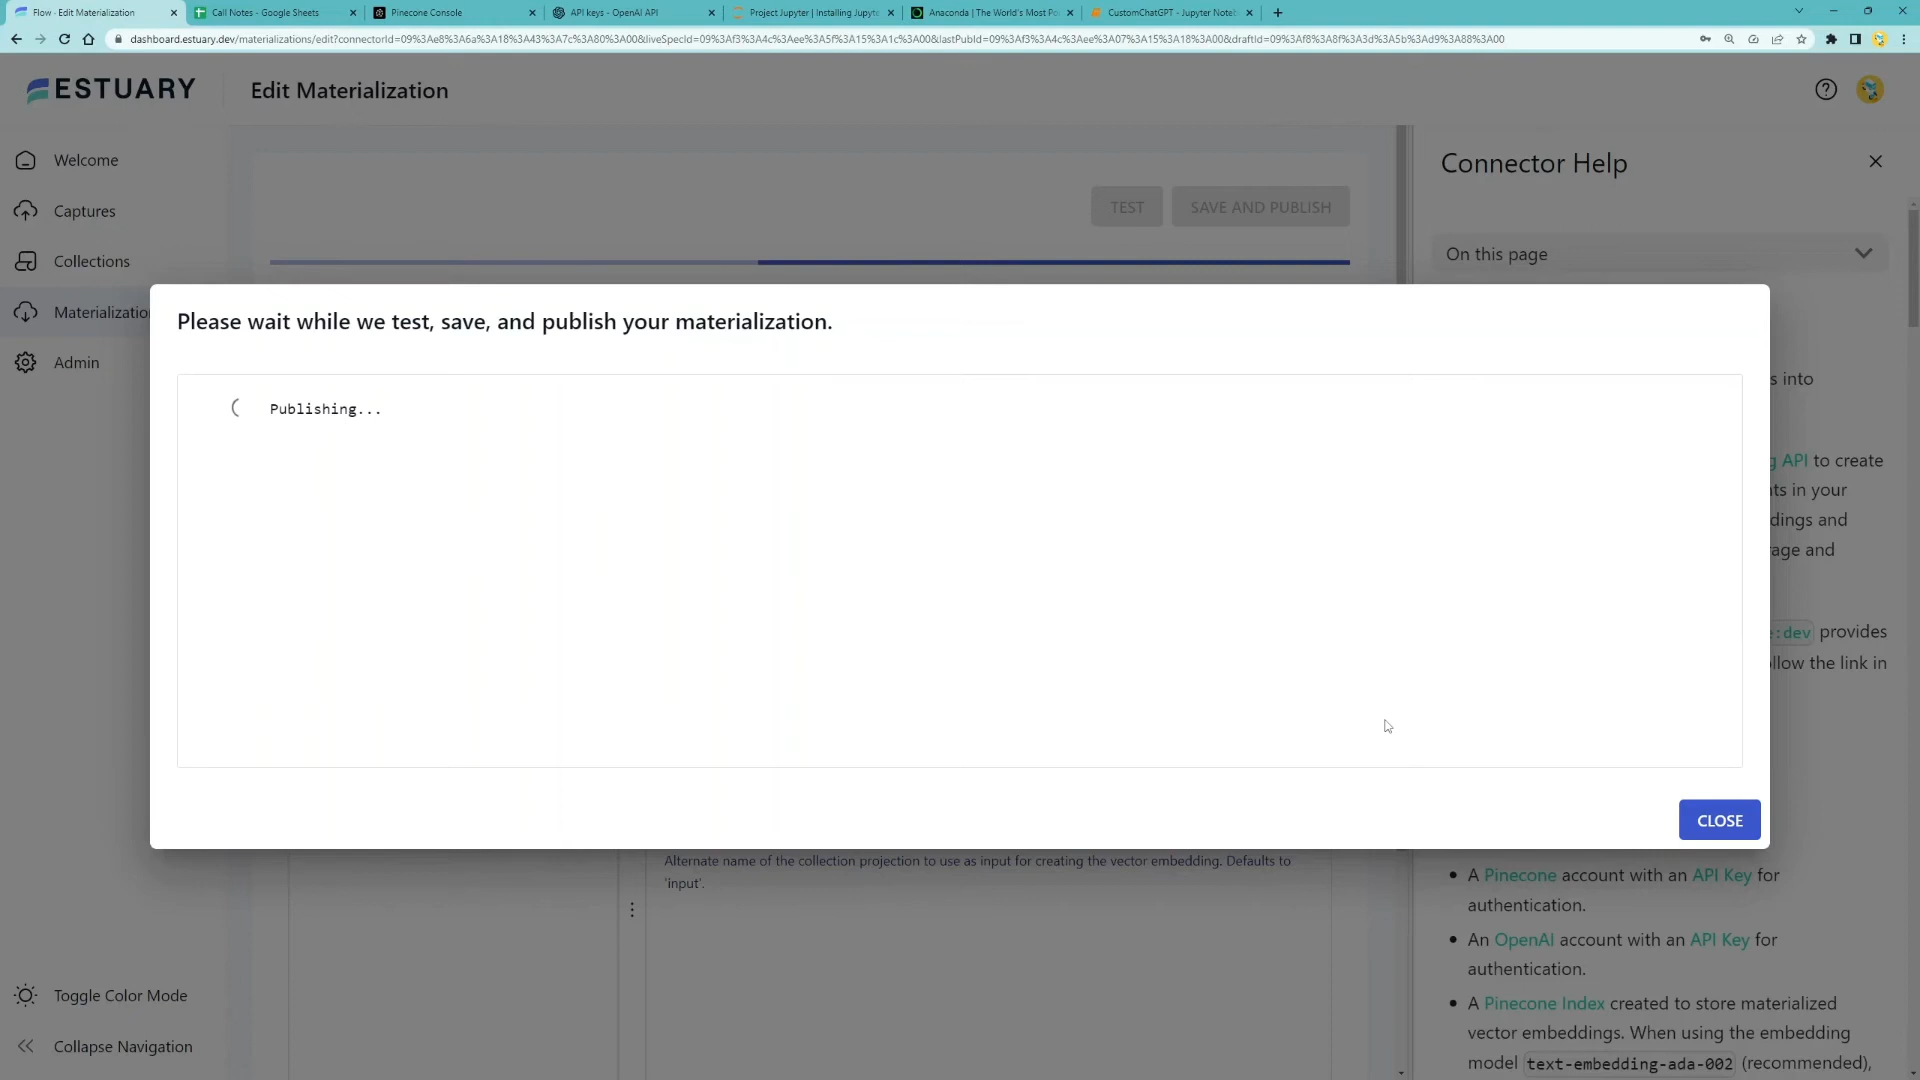 Flow - Edit Materialization
Call Notes - Google Sheets
Pinecone Console
API keys - OpenAI API
Project Jupyter | Installing Jupyte
Anaconda | The World's Most Po
CustomChatGPT - Jupyter Noteb
dashboard.estuary.dev/materializations/edit?connectorId=09%3Ae8%3A6a%3A18%3A43%3A7c%3A80%3A00&liveSpecId=09%3Af3%3A4c%3Aee%3A5f%3A15%3A1c%3A00&lastPubId=09%3Af3%3A4c%3Aee%3A07%3A15%3A18%3A00&draftId=09%3Af8%3A8f%3A3d%3A5b%3Ad9%3A88%3A00
ESTUARY
Edit Materialization
Welcome
Captures
Collections
Materializatio
Admin
Toggle Color Mode
Collapse Navigation
TEST
SAVE AND PUBLISH
Please wait while we test, save, and publish your materialization.
Publishing...
CLOSE
Alternate name of the collection projection to use as input for creating the vector embedding. Defaults to
'input'.
Connector Help
On this page
s into
g API to create
ts in your
dings and
age and
e:dev provides
llow the link in
• A Pinecone account with an API Key for
authentication.
• An OpenAI account with an API Key for
authentication.
• A Pinecone Index created to store materialized
vector embeddings. When using the embedding
model text-embedding-ada-002 (recommended),